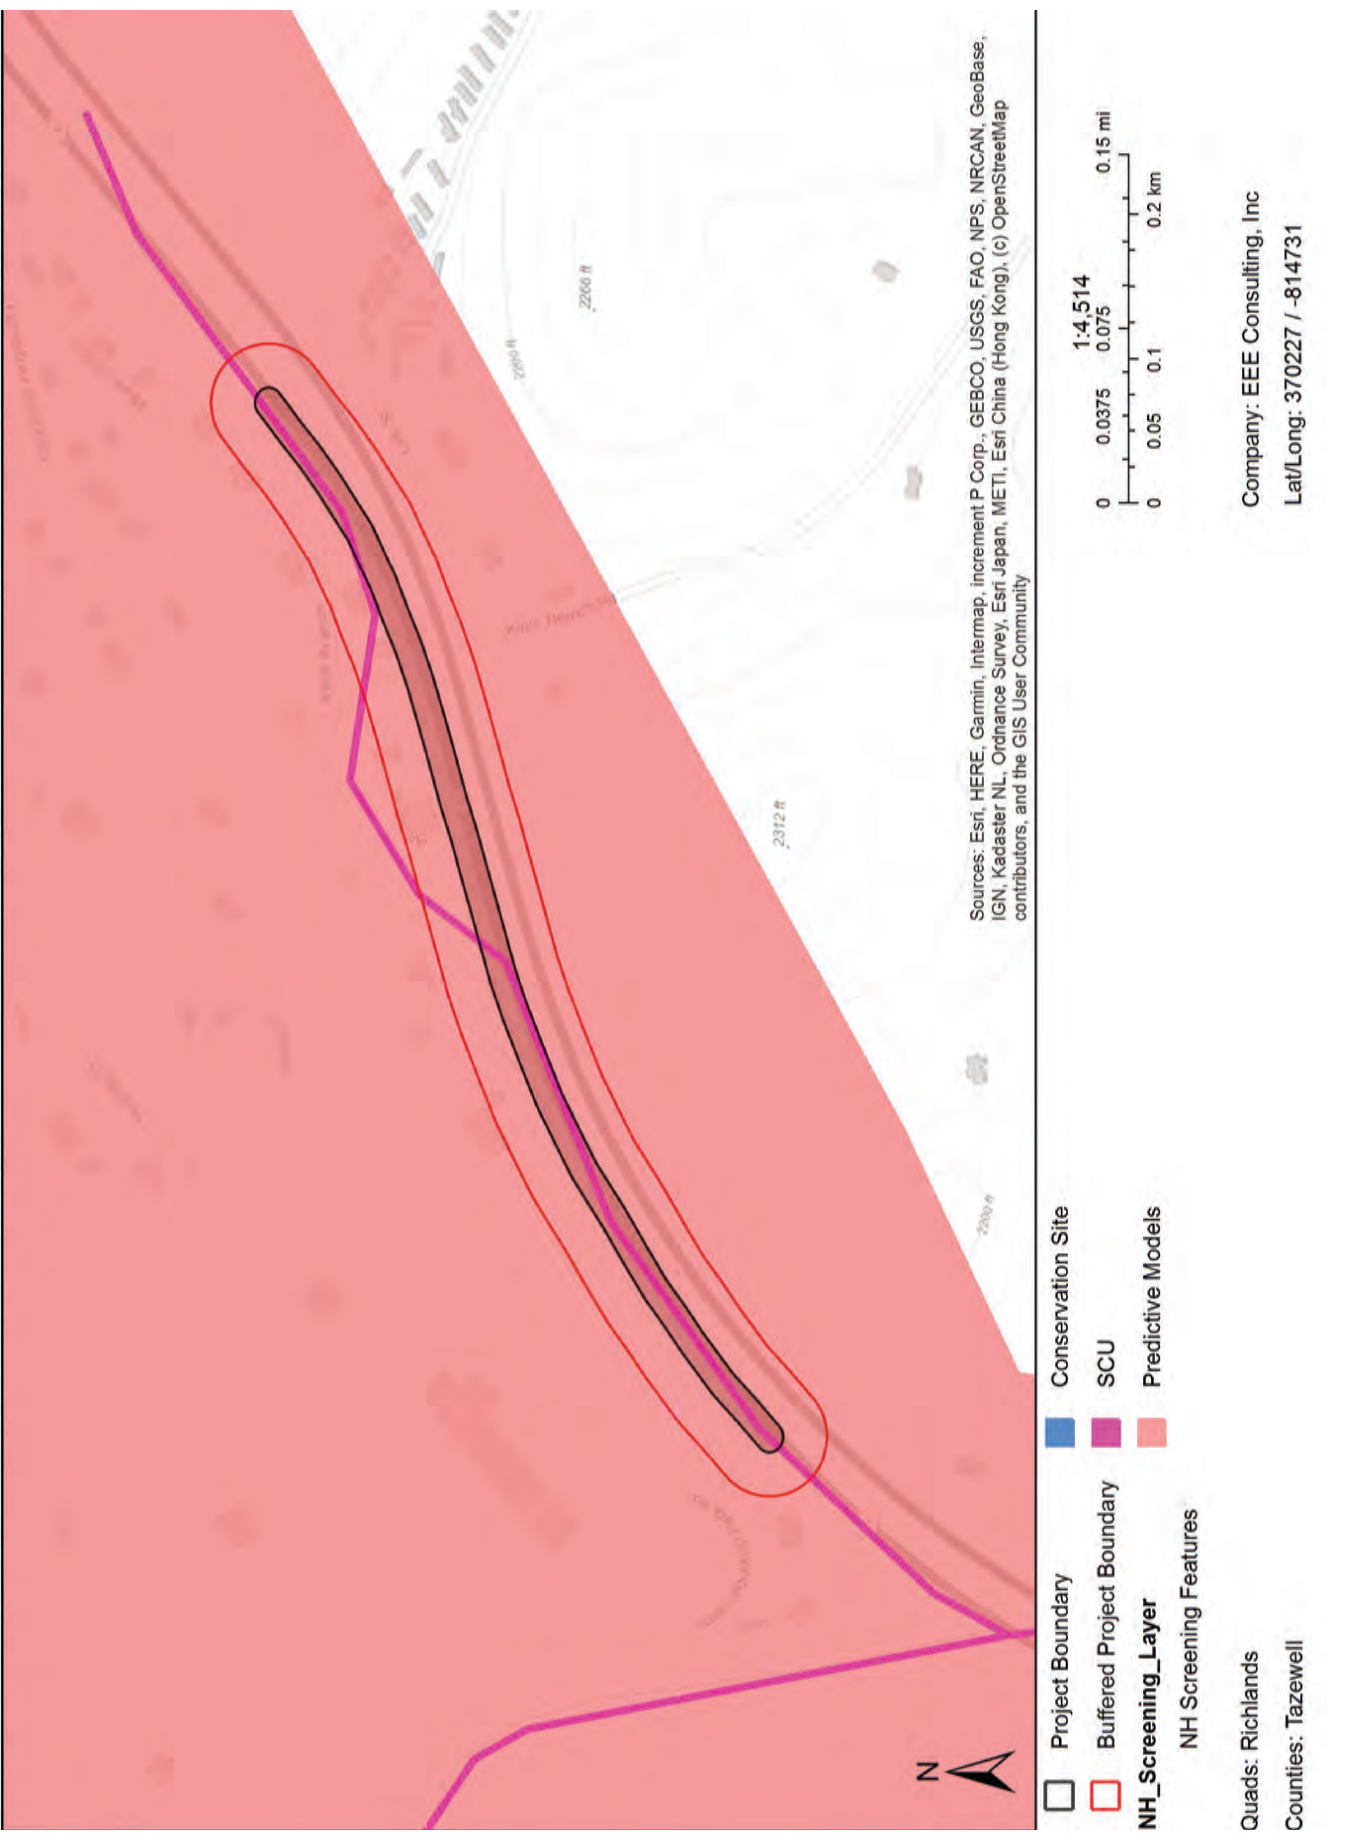 2266 ft
2200 ft
2312 ft
2200 ft
N
Sources: Esri, HERE, Garmin, Intermap, increment P Corp., GEBCO, USGS, FAO, NPS, NRCAN, GeoBase,
IGN, Kadaster NL, Ordnance Survey, Esri Japan, METI, Esri China (Hong Kong), (c) OpenStreetMap
contributors, and the GIS User Community
Project Boundary
Buffered Project Boundary
NH_Screening_Layer
NH Screening Features
Conservation Site
SCU
Predictive Models
1:4,514
0 0.0375 0.075 0.15 mi
0 0.05 0.1 0.2 km
Quads: Richlands
Counties: Tazewell
Company: EEE Consulting, Inc
Lat/Long: 370227 / -814731